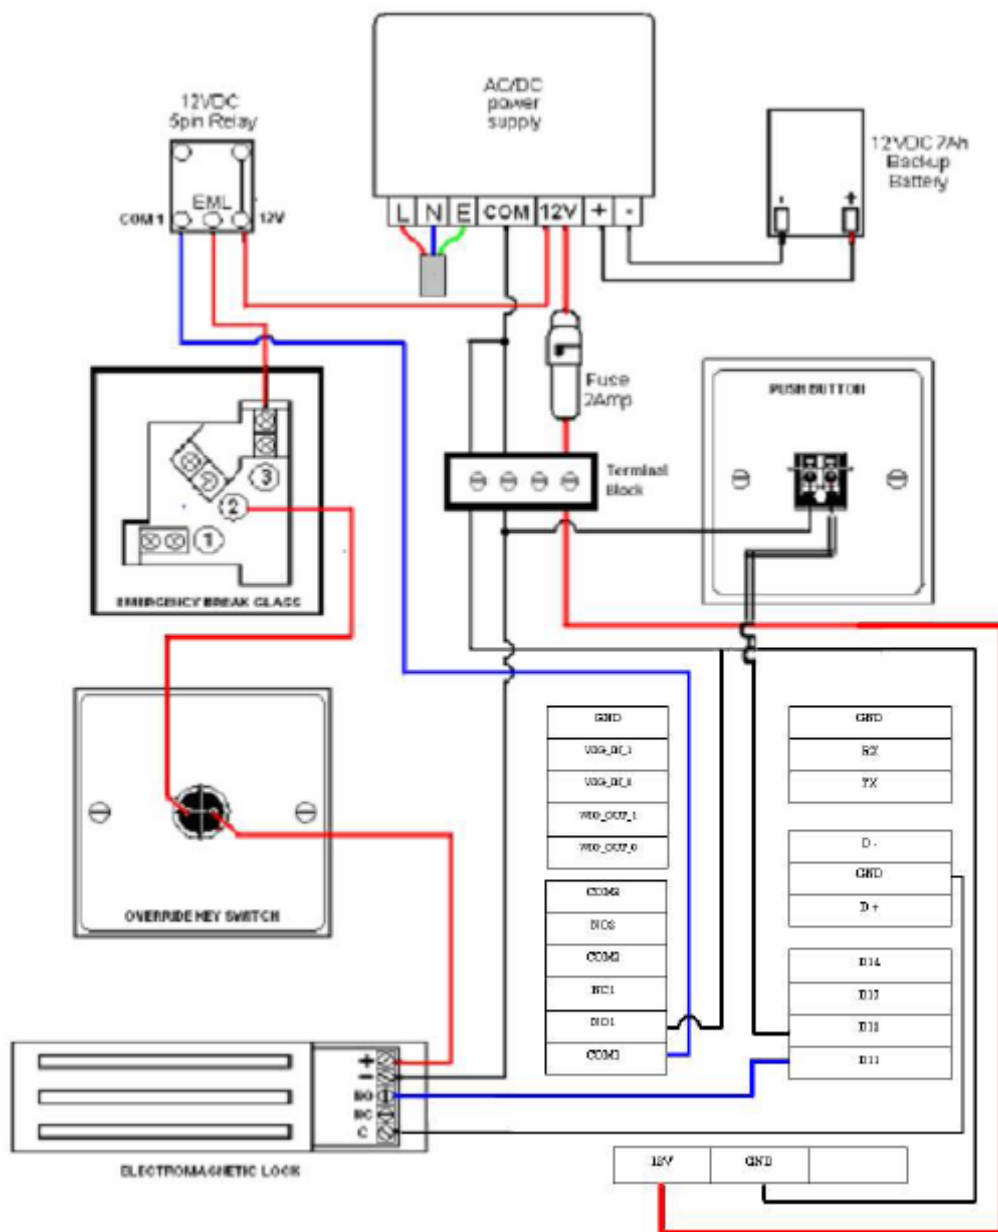 AC/DC
power
supply
12VDC
5pin Relay
EML
COM 1
12V
L N E COM 12V + -
12VDC 7Ah
Backup
Battery
- +
Fuse
2Amp
PUSH BUTTON
Terminal
Block
3
2
1
EMERGENCY BREAK GLASS
OVERRIDE KEY SWITCH
GND
COM2
NC1
NO1
GND
RX
TX
D -
GND
D +
+
-
NO
NC
C
ELECTROMAGNETIC LOCK
12V GND